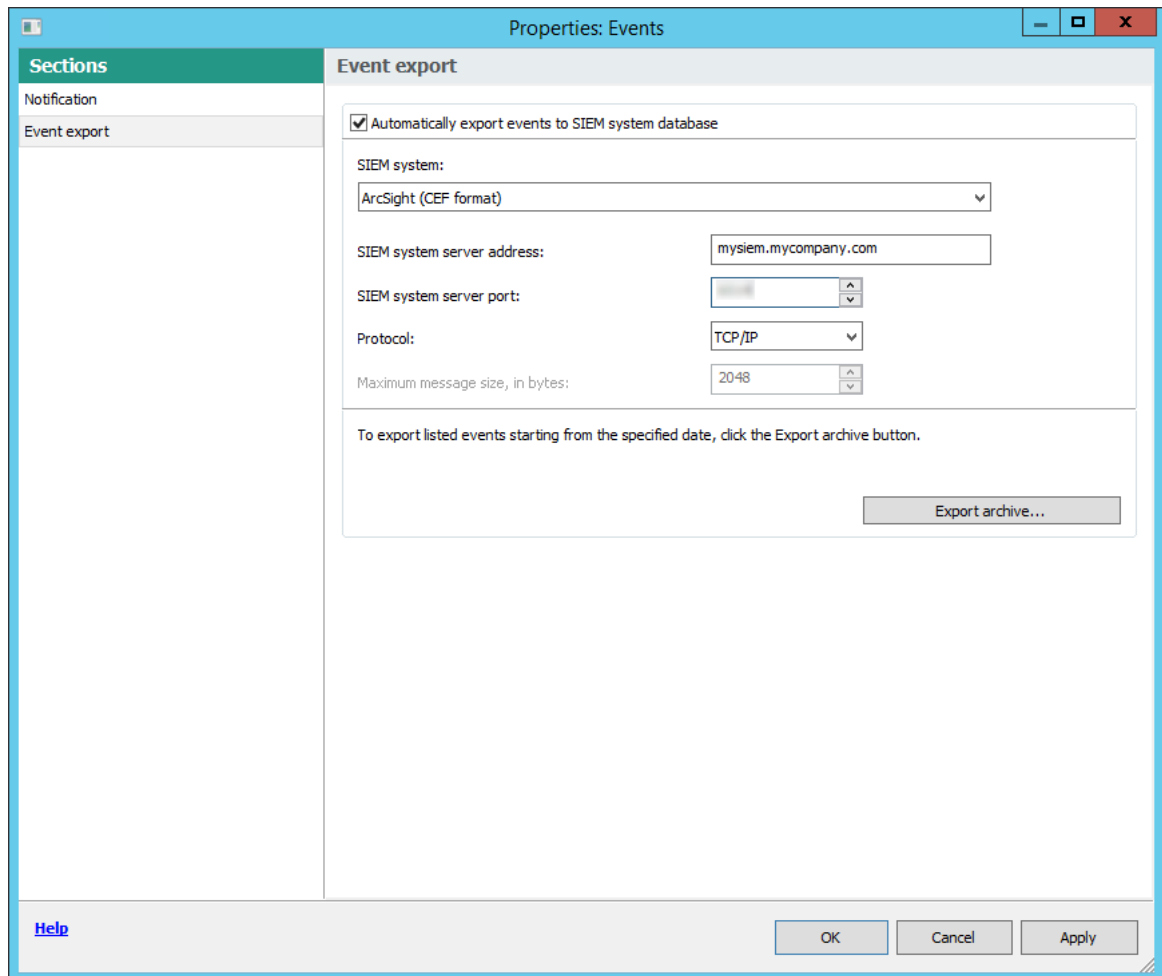 Properties: Events
Sections
Notification
Event export
Event export
Automatically export events to SIEM system database
SIEM system:
ArcSight (CEF format)
SIEM system server address:
mysiem.mycompany.com
SIEM system server port:
Protocol:
TCP/IP
Maximum message size, in bytes:
2048
To export listed events starting from the specified date, click the Export archive button.
Export archive...
Help
OK
Cancel
Apply